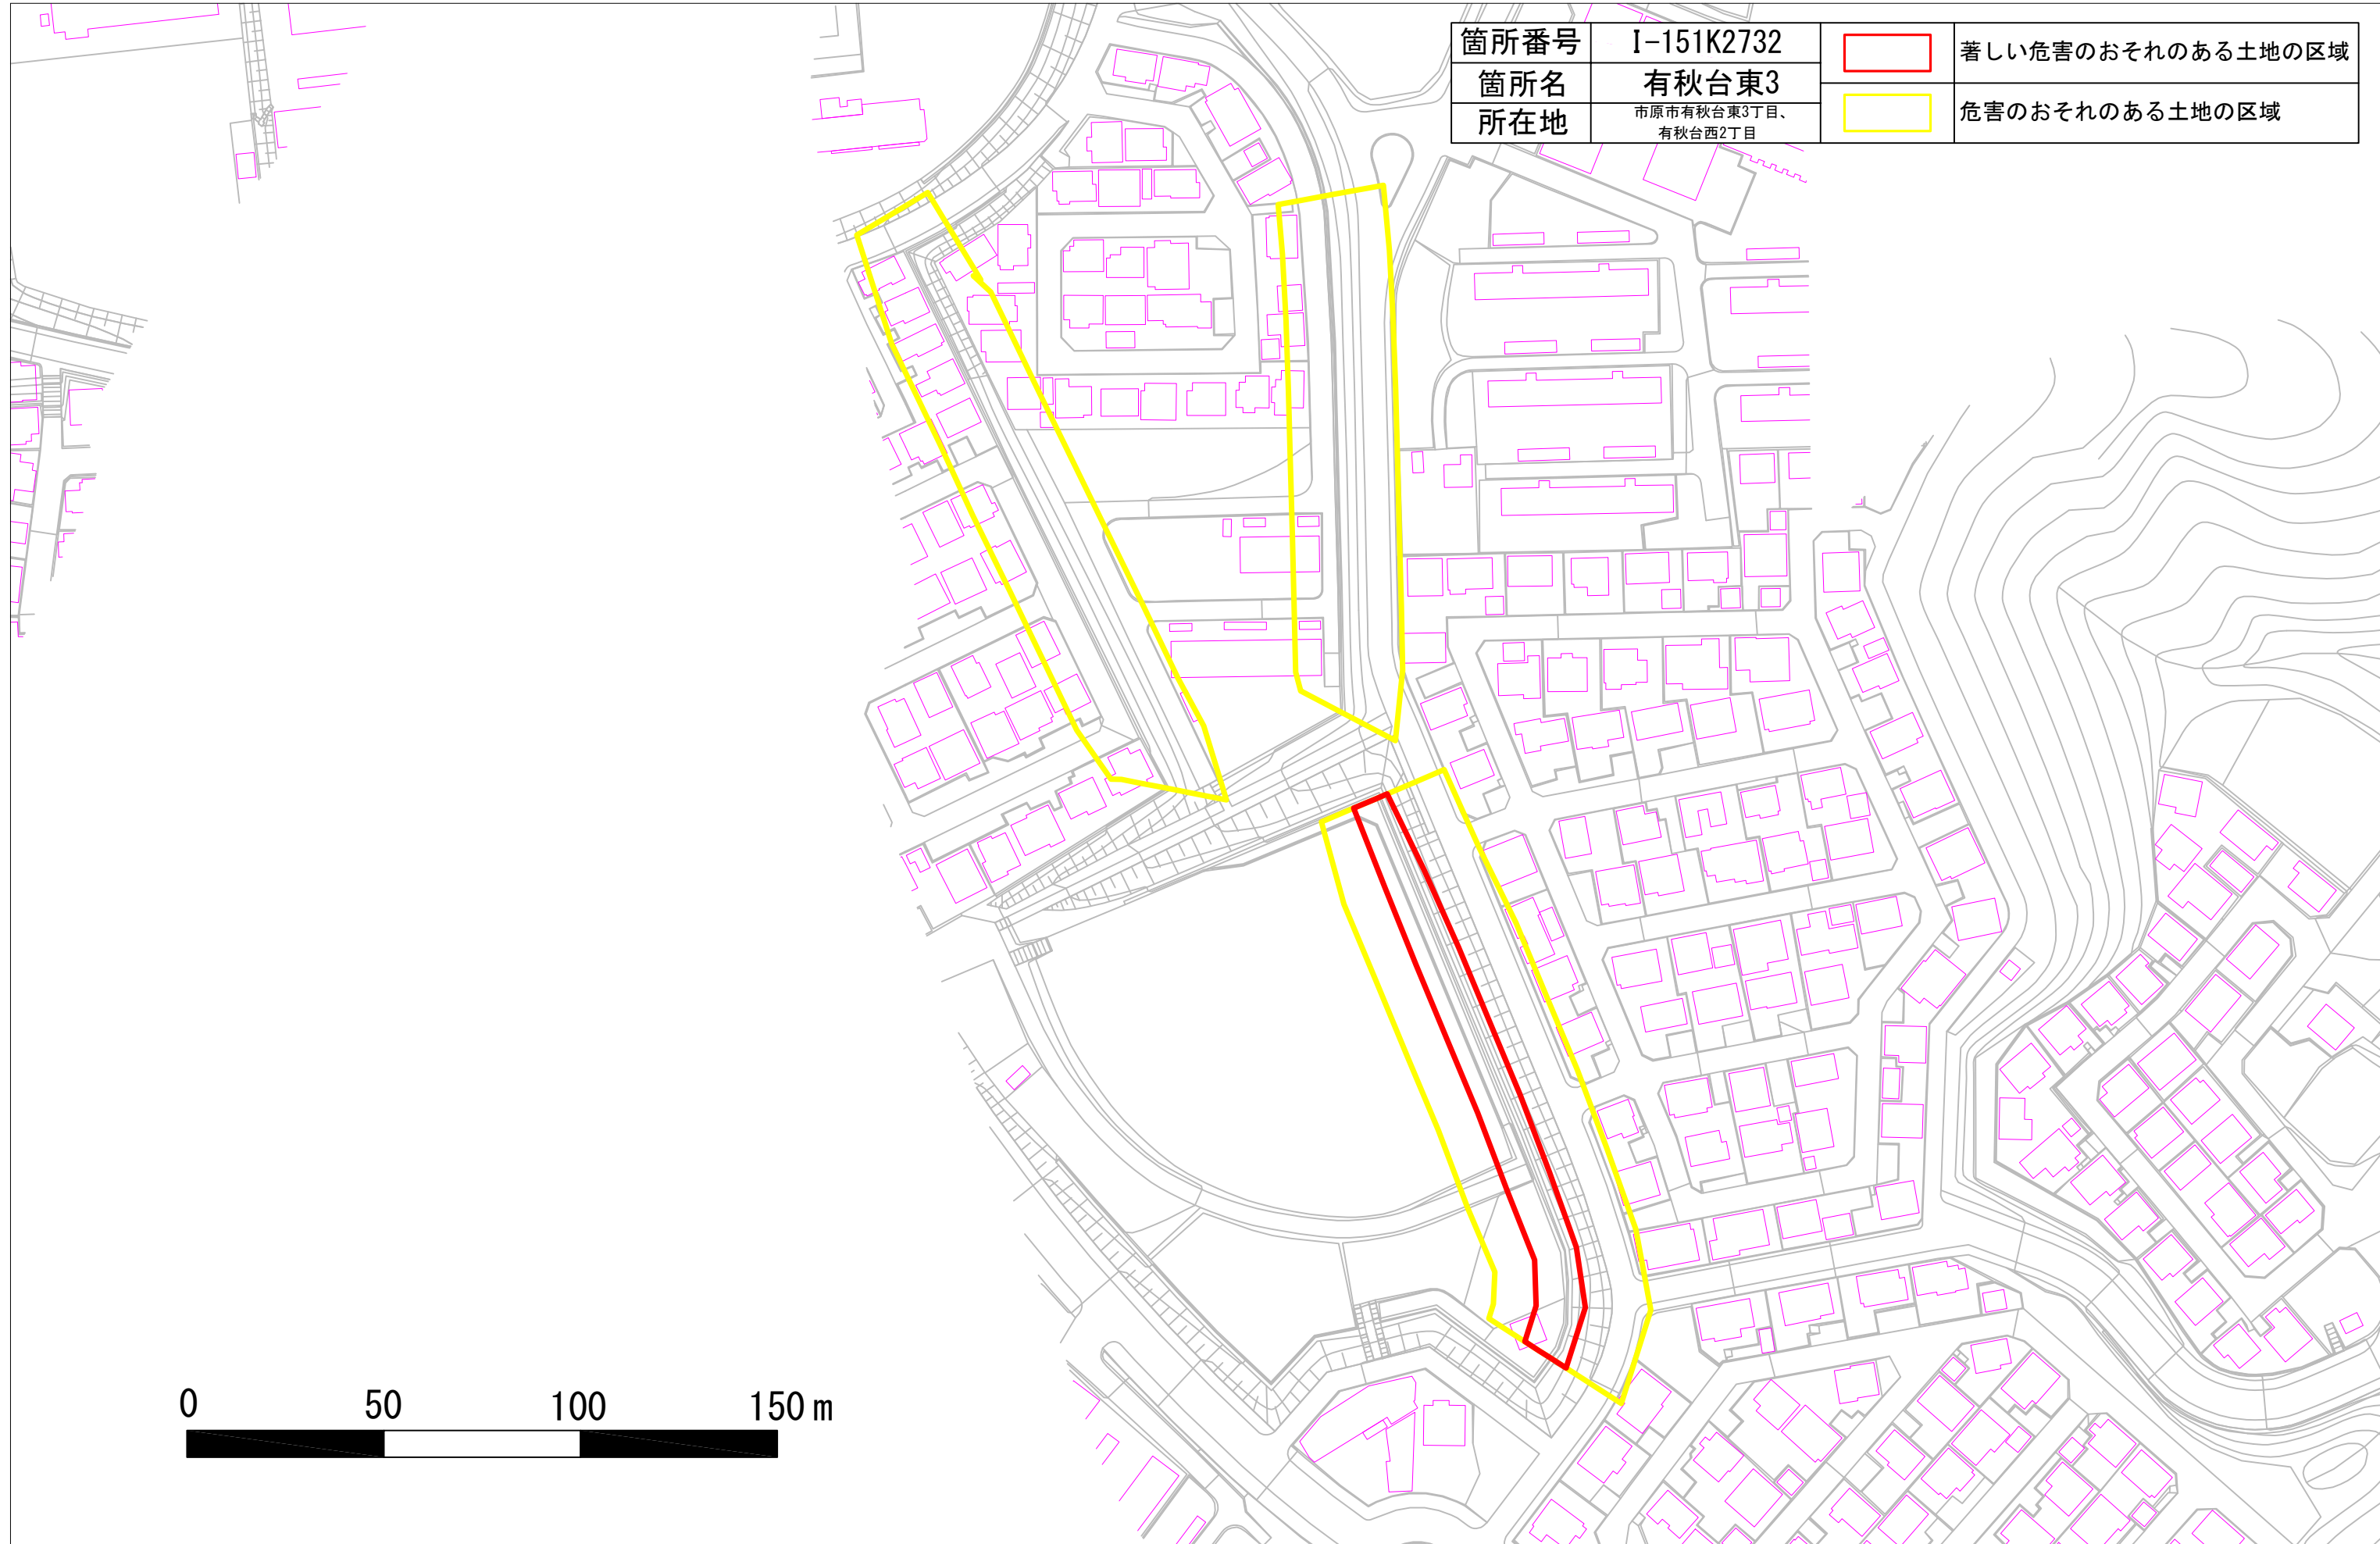 箇所番号 I-151K2732
箇所名 有秋台東3
所在地 市原市有秋台東3丁目、
有秋台西2丁目
著しい危害のおそれのある土地の区域
危害のおそれのある土地の区域
0 50 100 150m